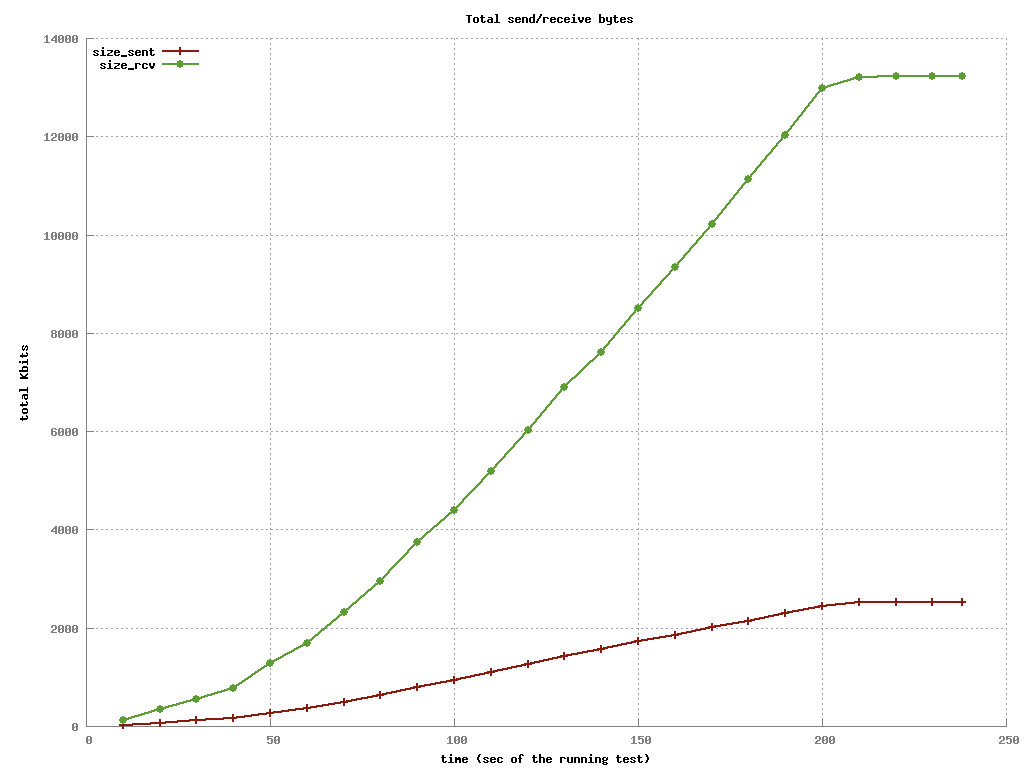 Total send/receive bytes
14000
size_sent
size_rcv
12000
10000
8000
total Kbits
6000
4000
2000
0
0 50 100 150 200 250
time (sec of the running test)